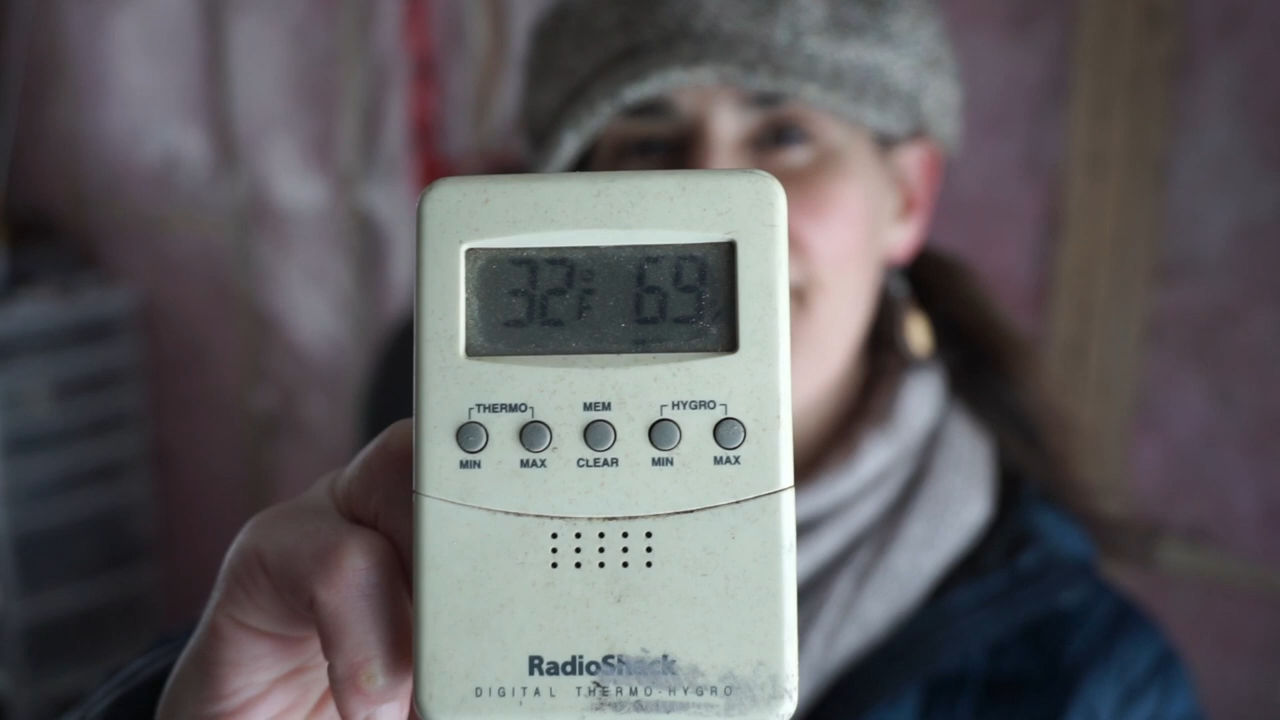 32°F 69%
THERMO MEM HYGRO
MIN MAX CLEAR MIN MAX
RadioShack
DIGITAL THERMO-HYGRO